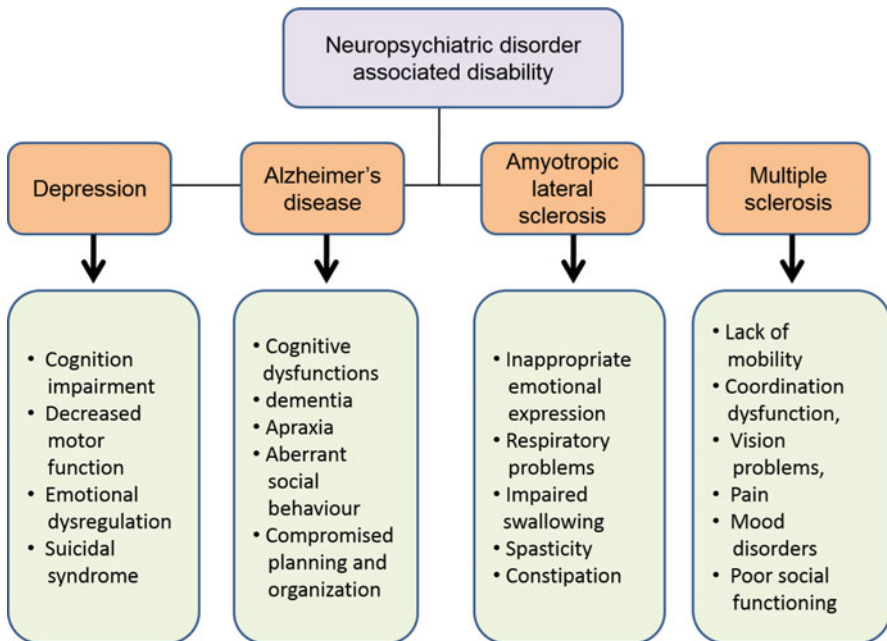 Neuropsychiatric disorder
associated disability
Depression
Alzheimer's
disease
Amyotropic
lateral
sclerosis
Multiple
sclerosis
• Cognition
impairment
• Decreased
motor
function
• Emotional
dysregulation
• Suicidal
syndrome
• Cognitive
dysfunctions
• dementia
• Apraxia
• Aberrant
social
behaviour
• Compromised
planning and
organization
• Inappropriate
emotional
expression
• Respiratory
problems
• Impaired
swallowing
• Spasticity
• Constipation
• Lack of
mobility
• Coordination
dysfunction,
• Vision
problems,
• Pain
• Mood
disorders
• Poor social
functioning